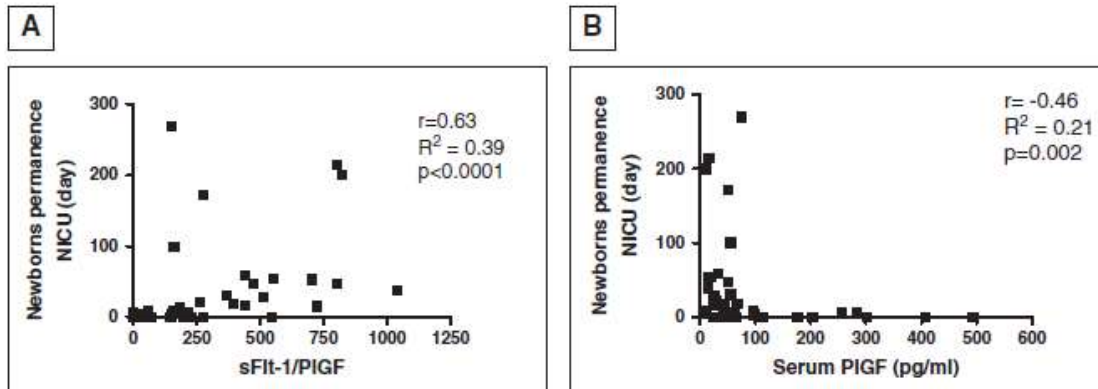 A
B
Newborns permanence
NICU (day)
300
200
100
0
r=0.63
R² = 0.39
p<0.0001
0 250 500 750 1000 1250
sFlt-1/PlGF
Newborns permanence
NICU (day)
300
200
100
0
r= -0.46
R² = 0.21
p=0.002
0 100 200 300 400 500 600
Serum PlGF (pg/ml)